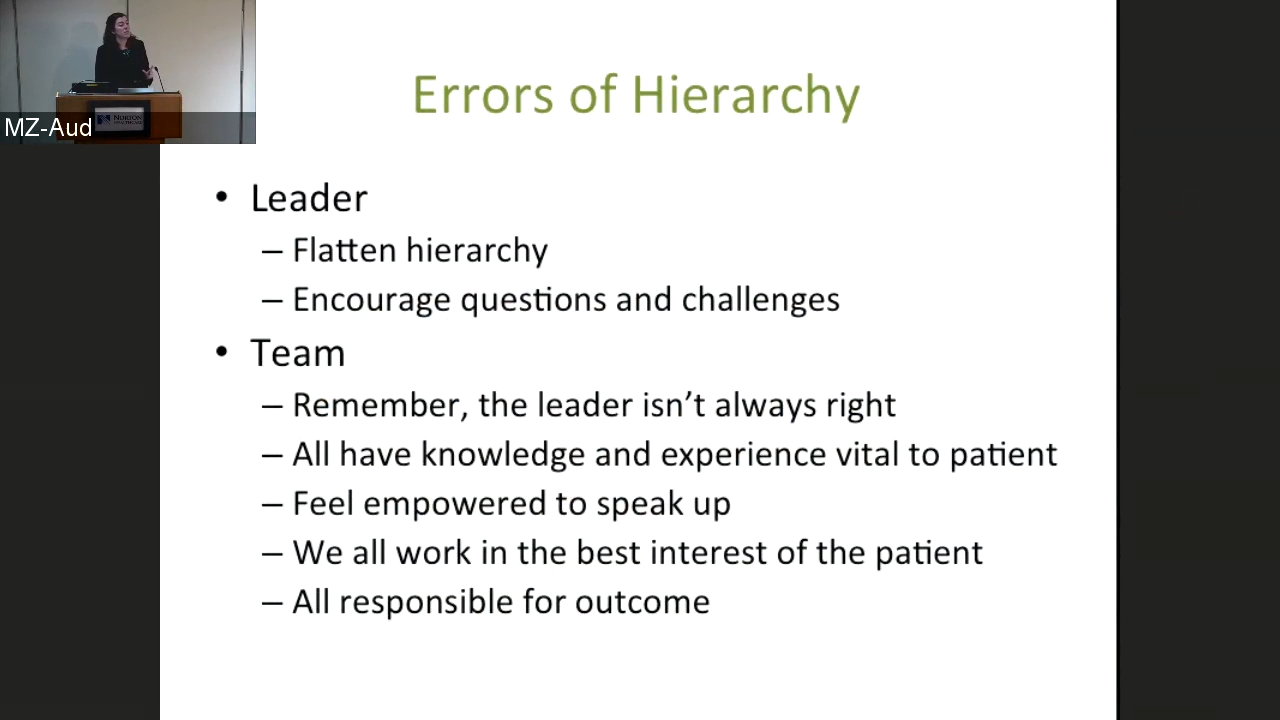 MZ-Aud
NORTON
Errors of Hierarchy
• Leader
– Flatten hierarchy
– Encourage questions and challenges
• Team
– Remember, the leader isn’t always right
– All have knowledge and experience vital to patient
– Feel empowered to speak up
– We all work in the best interest of the patient
– All responsible for outcome